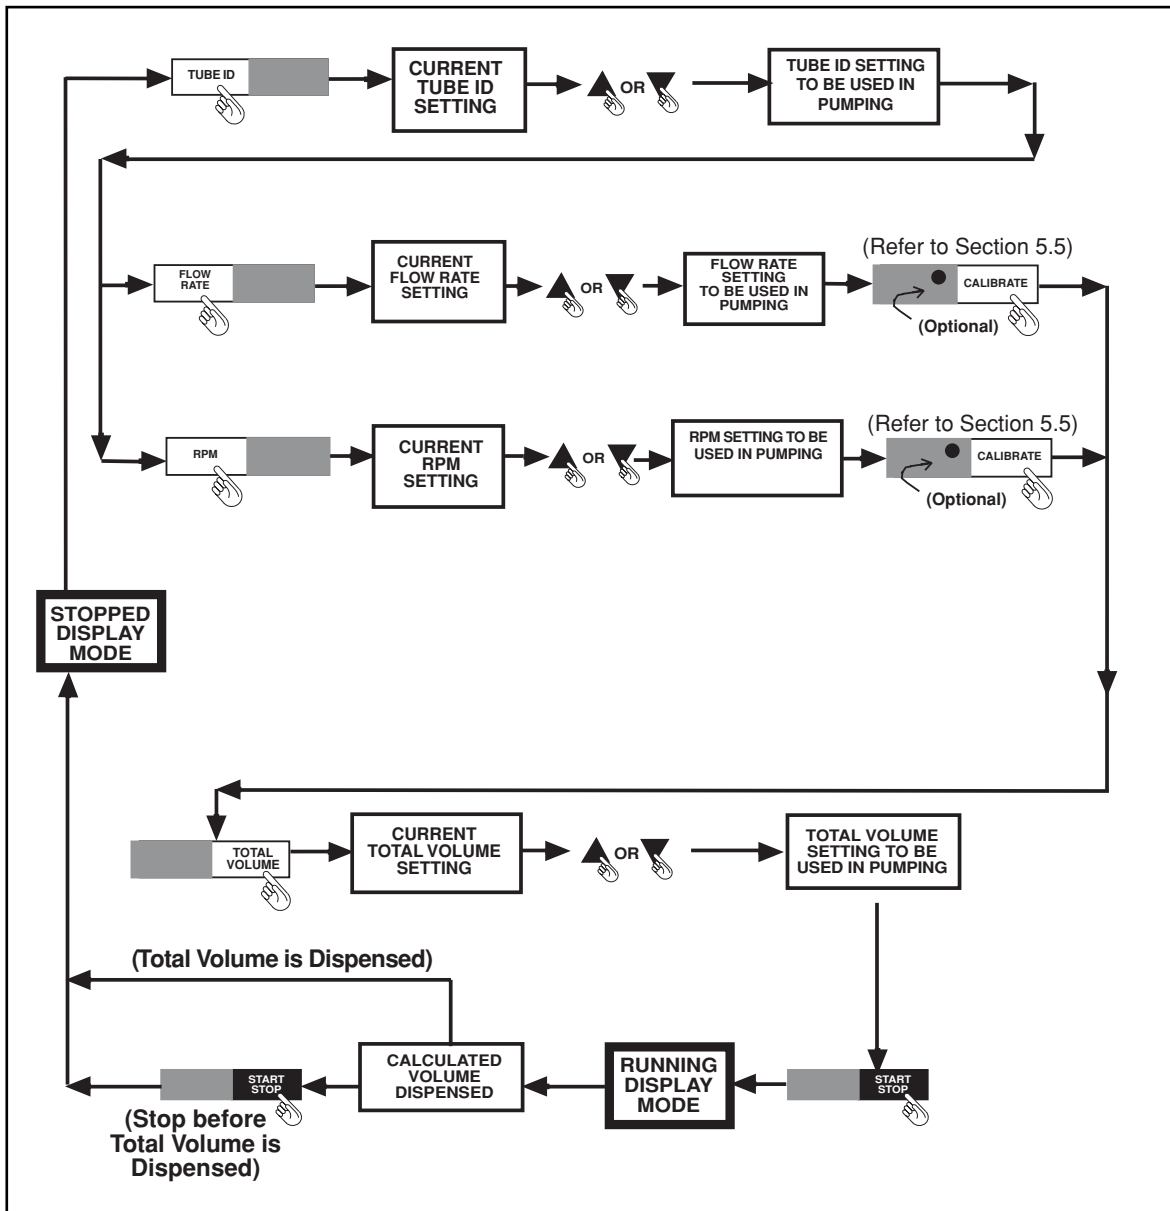 TUBE ID
CURRENT
TUBE ID
SETTING
OR
TUBE ID SETTING
TO BE USED IN
PUMPING
FLOW
RATE
CURRENT
FLOW RATE
SETTING
OR
FLOW RATE
SETTING
TO BE USED IN
PUMPING
(Refer to Section 5.5)
CALIBRATE
(Optional)
RPM
CURRENT
RPM
SETTING
OR
RPM SETTING TO BE
USED IN PUMPING
(Refer to Section 5.5)
CALIBRATE
(Optional)
STOPPED
DISPLAY
MODE
TOTAL
VOLUME
CURRENT
TOTAL VOLUME
SETTING
OR
TOTAL VOLUME
SETTING TO BE
USED IN PUMPING
(Total Volume is Dispensed)
START
STOP
(Stop before
Total Volume is
Dispensed)
CALCULATED
VOLUME
DISPENSED
RUNNING
DISPLAY
MODE
START
STOP